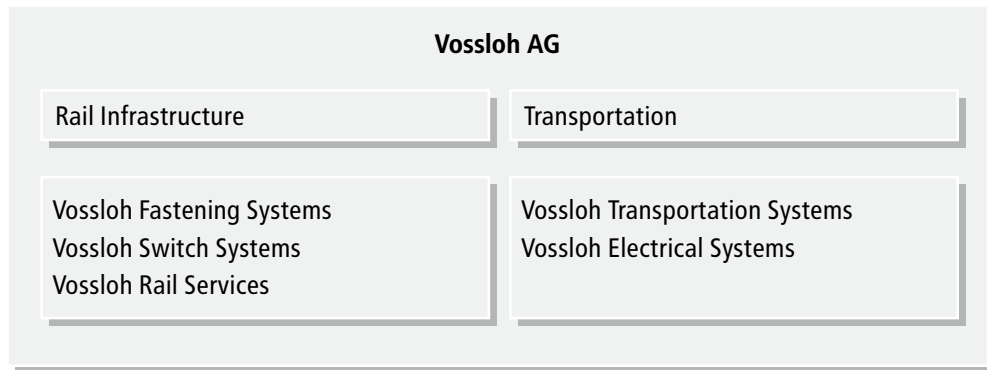 Vossloh AG
Rail Infrastructure
Transportation
Vossloh Fastening Systems
Vossloh Switch Systems
Vossloh Rail Services
Vossloh Transportation Systems
Vossloh Electrical Systems